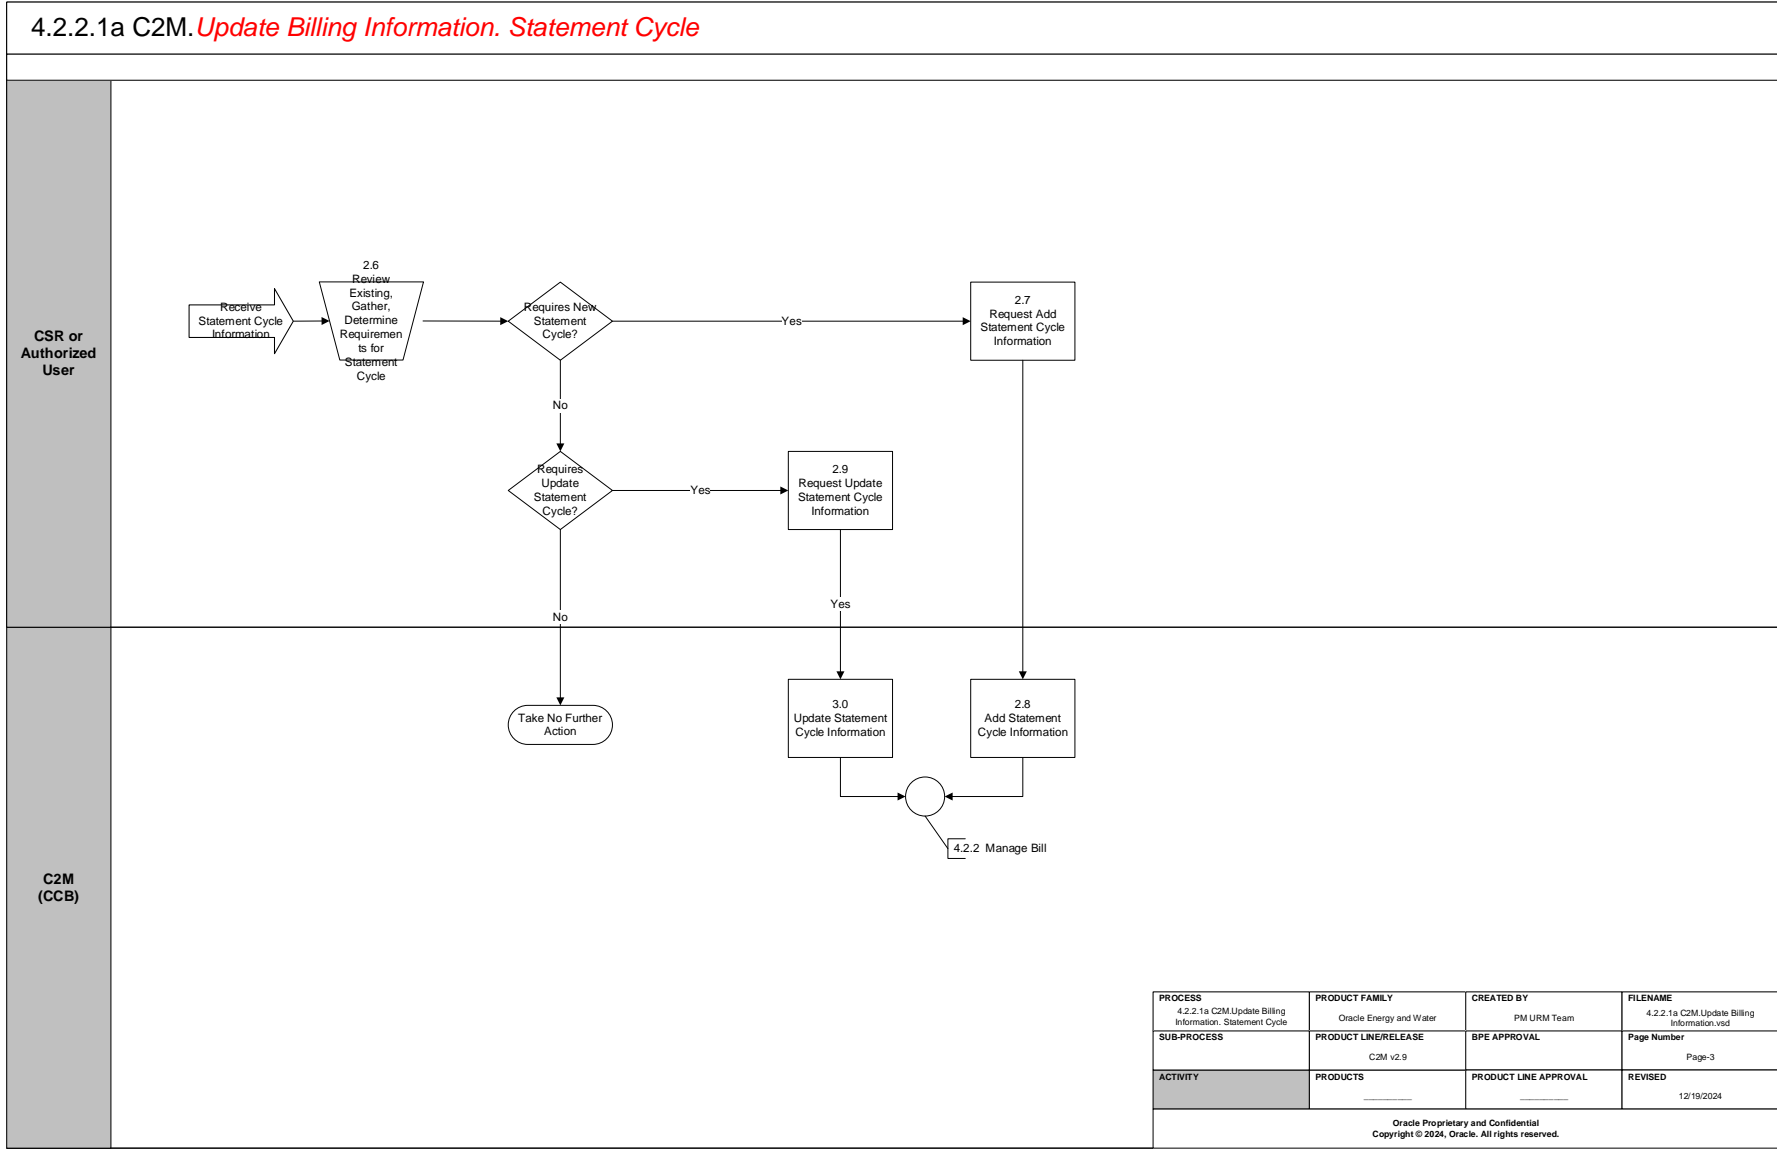 4.2.2.1a C2M.Update Billing Information. Statement Cycle
CSR or
Authorized
User
Receive
Statement Cycle
Information
2.6
Review
Existing,
Gather,
Determine
Requiremen
ts for
Statement
Cycle
Requires New
Statement
Cycle?
Yes
2.7
Request Add
Statement Cycle
Information
No
Requires
Update
Statement
Cycle?
Yes
2.9
Request Update
Statement Cycle
Information
Yes
No
C2M
(CCB)
Take No Further
Action
3.0
Update Statement
Cycle Information
2.8
Add Statement
Cycle Information
4.2.2 Manage Bill
PROCESS
4.2.2.1a C2M.Update Billing
Information. Statement Cycle
PRODUCT FAMILY
Oracle Energy and Water
CREATED BY
PM URM Team
FILENAME
4.2.2.1a C2M.Update Billing
Information.vsd
SUB-PROCESS
PRODUCT LINE/RELEASE
C2M v2.9
BPE APPROVAL
Page Number
Page-3
ACTIVITY
PRODUCTS
PRODUCT LINE APPROVAL
REVISED
12/19/2024
Oracle Proprietary and Confidential
Copyright © 2024, Oracle. All rights reserved.